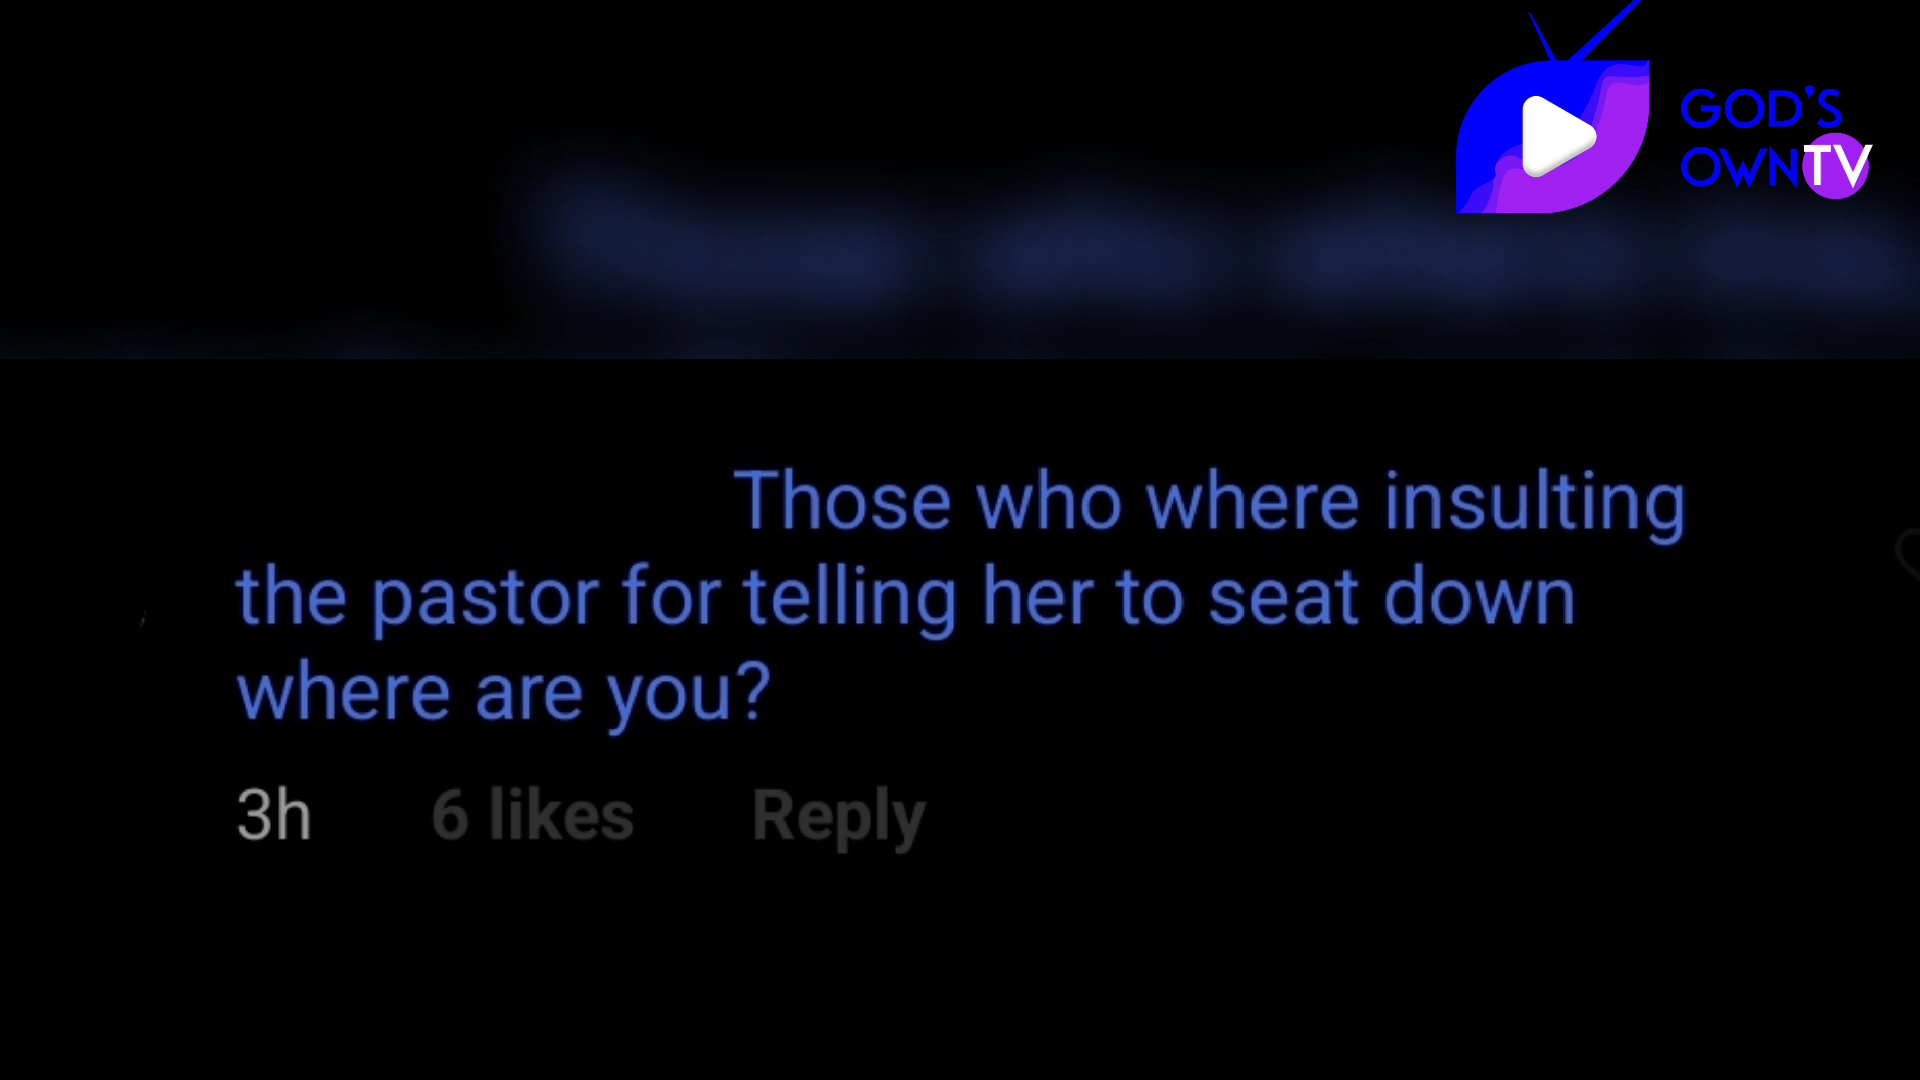 GOD'S
OWNTV
Those who where insulting
the pastor for telling her to seat down
where are you?
3h 6 likes Reply